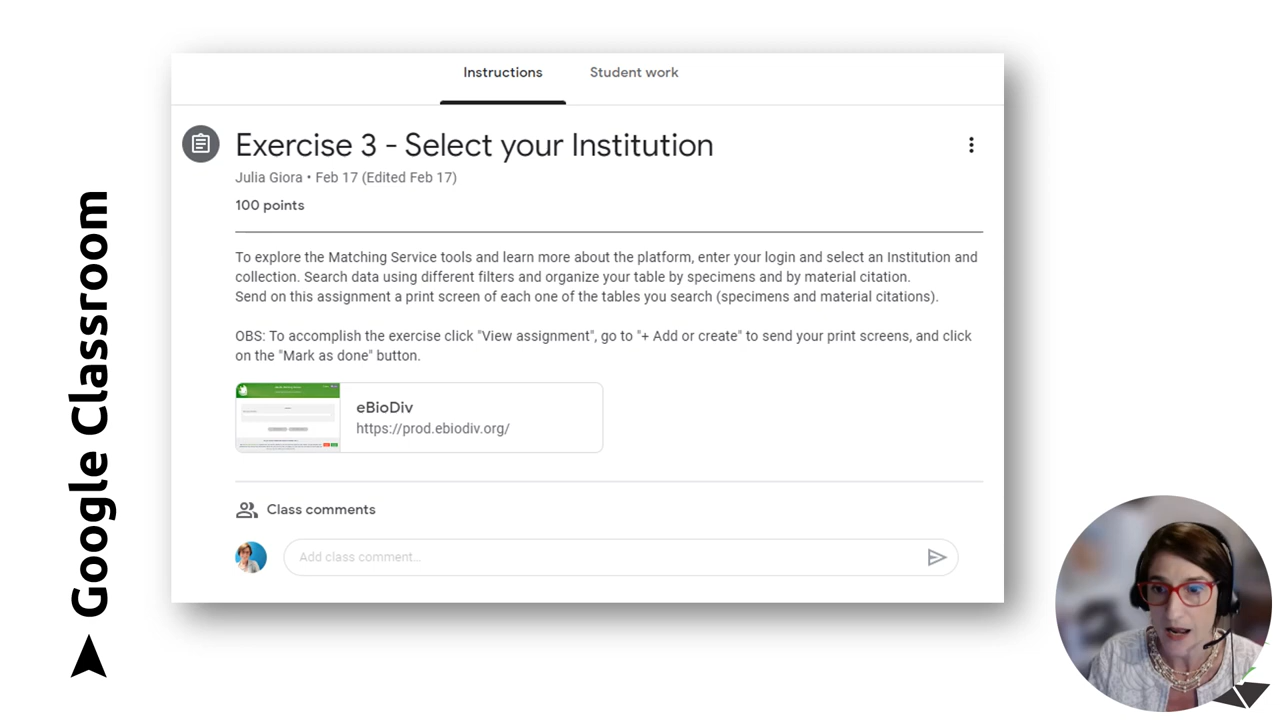 Google Classroom
Instructions
Student work
Exercise 3 - Select your Institution
Julia Giora • Feb 17 (Edited Feb 17)
100 points
To explore the Matching Service tools and learn more about the platform, enter your login and select an Institution and
collection. Search data using different filters and organize your table by specimens and by material citation.
Send on this assignment a print screen of each one of the tables you search (specimens and material citations).
OBS: To accomplish the exercise click "View assignment", go to "+ Add or create" to send your print screens, and click
on the "Mark as done" button.
eBioDiv
https://prod.ebiodiv.org/
Class comments
Add class comment...